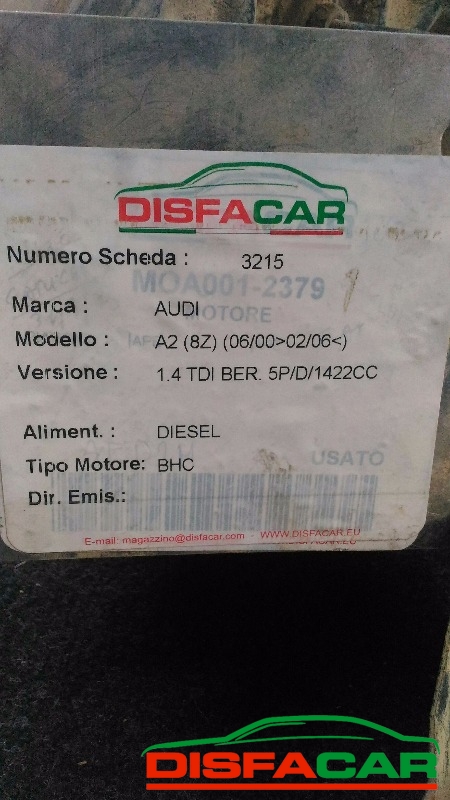 DISFACAR
Numero Scheda : 3215
MOA001-2379
Marca : AUDI
MOTORE
Modello : A2 (8Z) (06/00>02/06<)
Versione : 1.4 TDI BER. 5P/D/1422CC
Aliment. : DIESEL
Tipo Motore: BHC
USATO
Dir. Emis.:
E-mail: magazzino@disfacar.com - WWW.DISFACAR.EU
DISFACAR